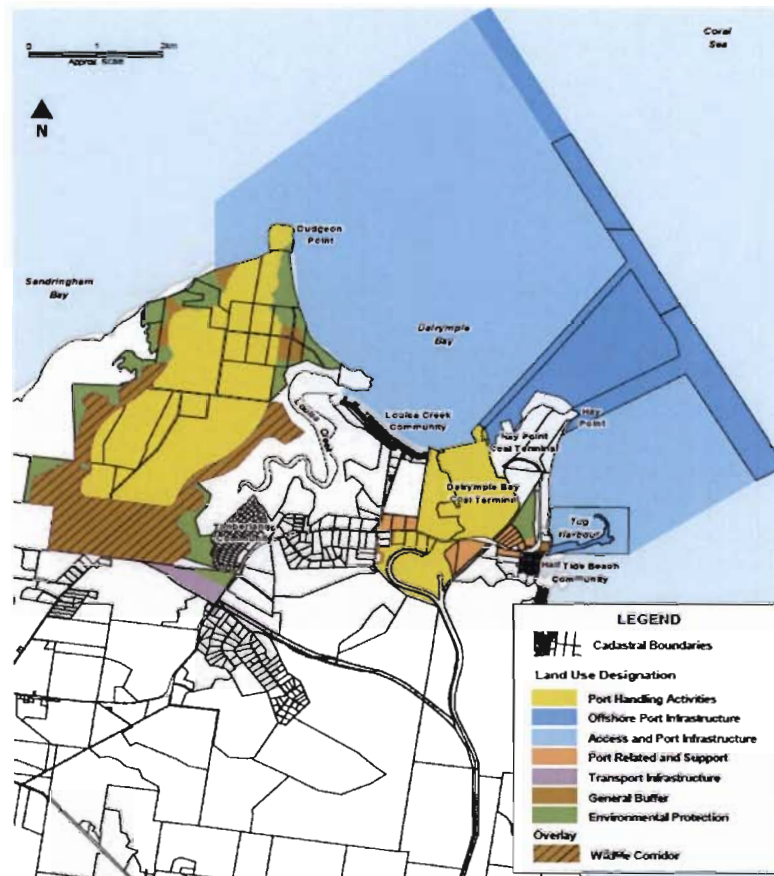 Coral
Sea
0 1 2km
Approx. Scale
N
Dudgeon
Point
Sandringham
Bay
Dalrymple
Bay
Louisa Creek
Louisa Creek
Community
Hay
Point
Hay Point
Coal Terminal
Dalrymple Bay
Coal Terminal
Tug
Harbour
Half Tide Beach
Community
LEGEND
Cadastral Boundaries
Land Use Designation
Port Handling Activities
Offshore Port Infrastructure
Access and Port Infrastructure
Port Related and Support
Transport Infrastructure
General Buffer
Environmental Protection
Overlay
Wildlife Corridor